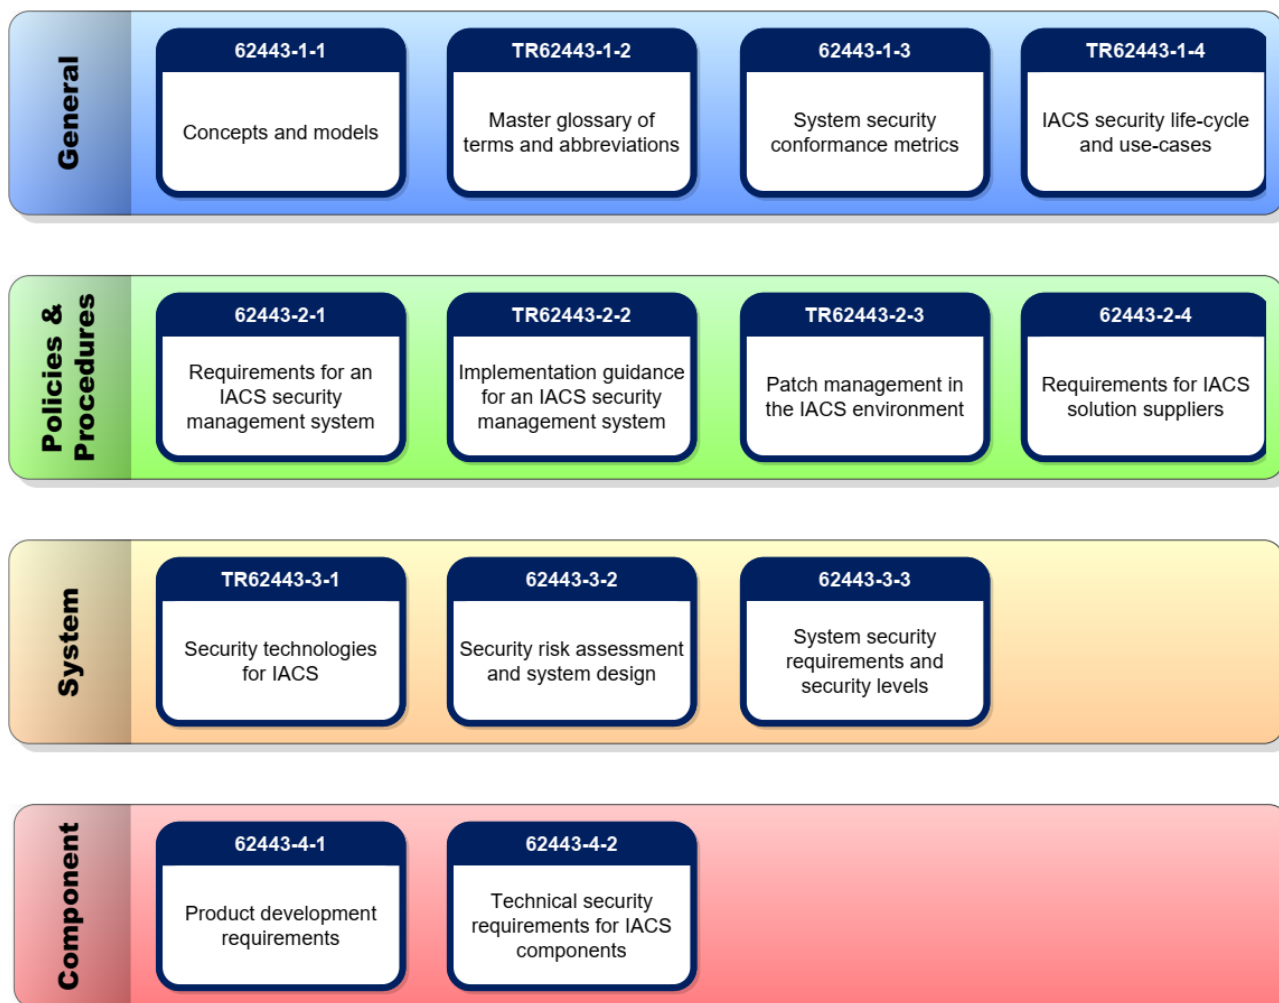 General
62443-1-1
Concepts and models
TR62443-1-2
Master glossary of
terms and abbreviations
62443-1-3
System security
conformance metrics
TR62443-1-4
IACS security life-cycle
and use-cases
Policies &
Procedures
62443-2-1
Requirements for an
IACS security
management system
TR62443-2-2
Implementation guidance
for an IACS security
management system
TR62443-2-3
Patch management in
the IACS environment
62443-2-4
Requirements for IACS
solution suppliers
System
TR62443-3-1
Security technologies
for IACS
62443-3-2
Security risk assessment
and system design
62443-3-3
System security
requirements and
security levels
Component
62443-4-1
Product development
requirements
62443-4-2
Technical security
requirements for IACS
components